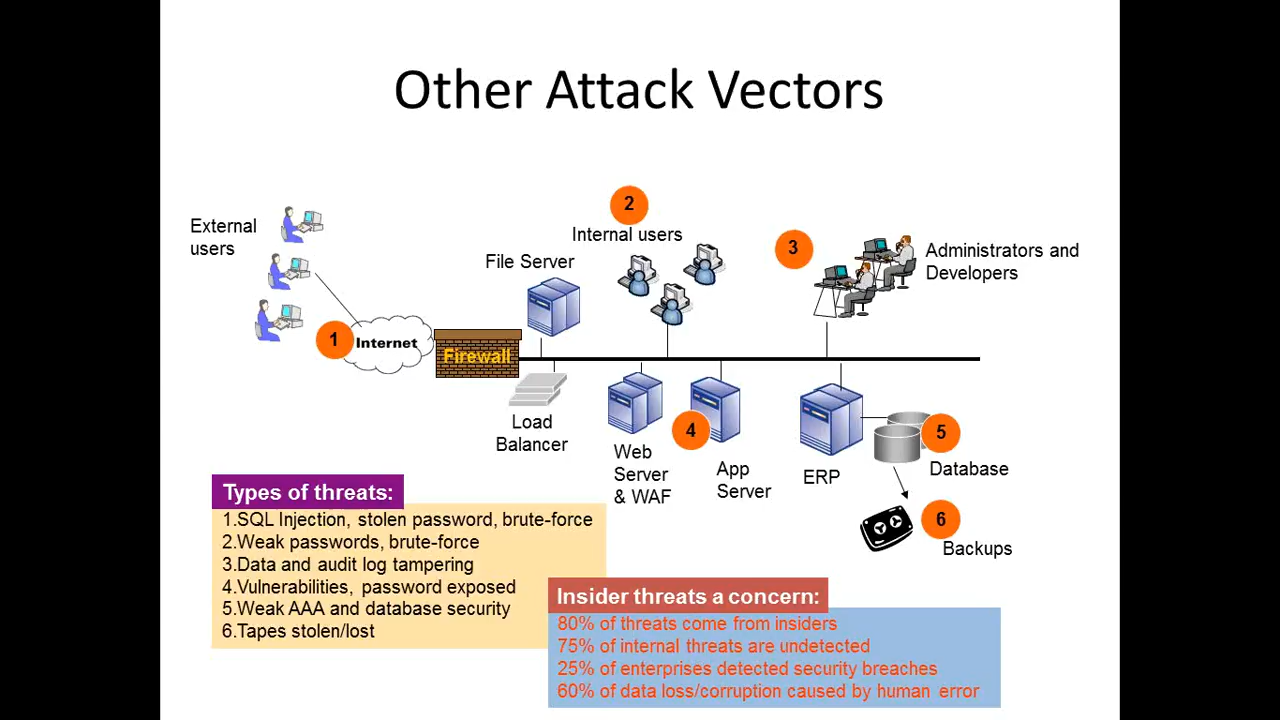 Other Attack Vectors
External
users
1
Internet
Firewall
File Server
2
Internal users
3
Administrators and
Developers
Load
Balancer
Web
Server
& WAF
4
App
Server
ERP
5
Database
6
Backups
Types of threats:
1.SQL Injection, stolen password, brute-force
2.Weak passwords, brute-force
3.Data and audit log tampering
4.Vulnerabilities, password exposed
5.Weak AAA and database security
6.Tapes stolen/lost
Insider threats a concern:
80% of threats come from insiders
75% of internal threats are undetected
25% of enterprises detected security breaches
60% of data loss/corruption caused by human error